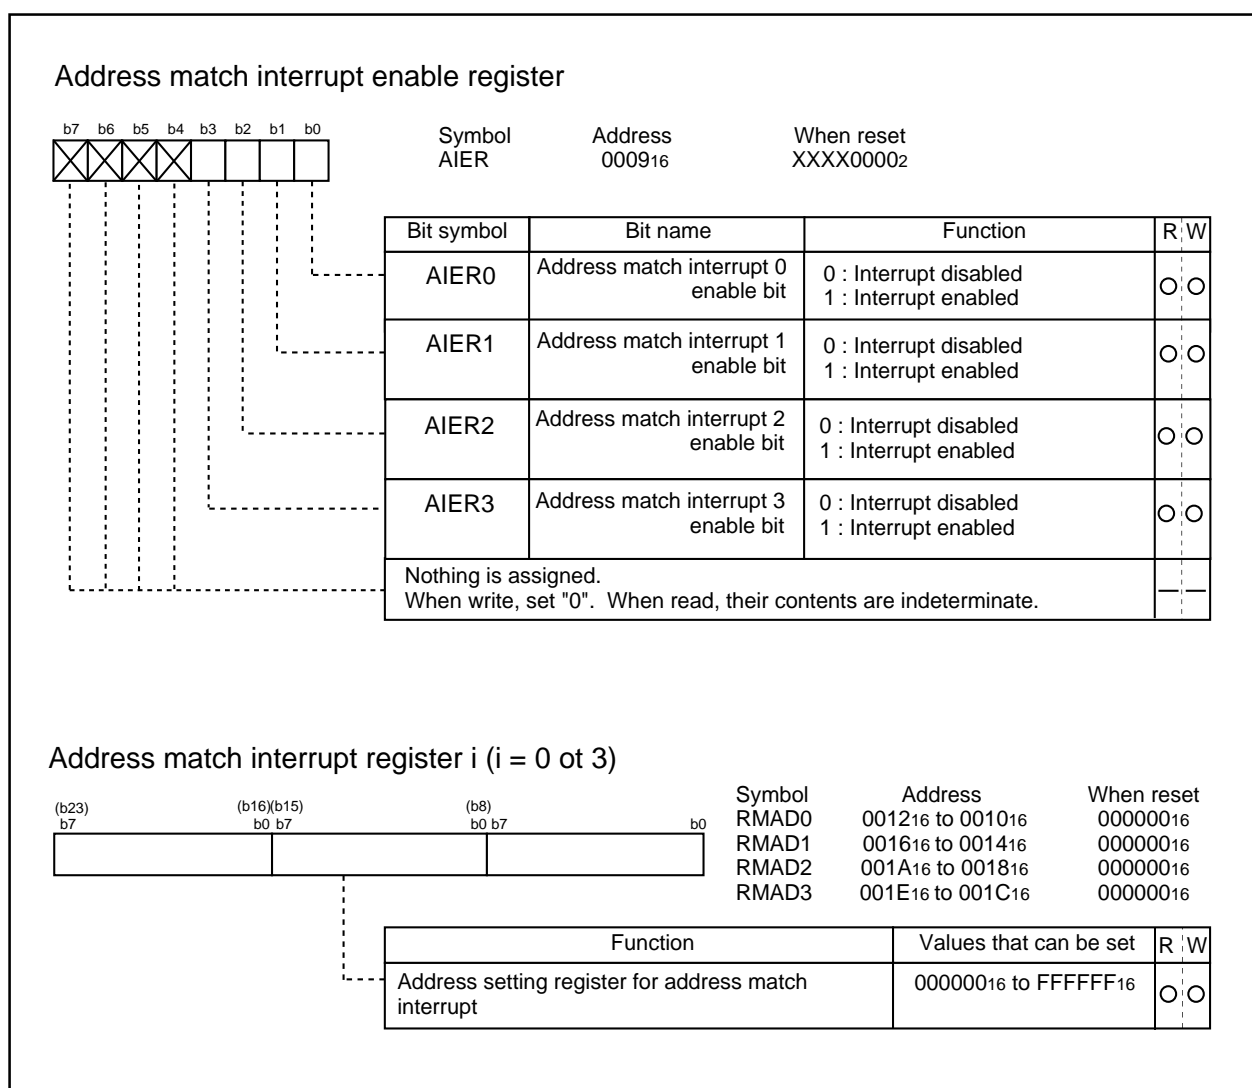 Address match interrupt enable register
b7 b6 b5 b4 b3 b2 b1 b0
Symbol Address When reset
AIER 000916 XXXX00002
Bit symbol Bit name Function R W
AIER0 Address match interrupt 0 enable bit 0 : Interrupt disabled
1 : Interrupt enabled
AIER1 Address match interrupt 1 enable bit 0 : Interrupt disabled
1 : Interrupt enabled
AIER2 Address match interrupt 2 enable bit 0 : Interrupt disabled
1 : Interrupt enabled
AIER3 Address match interrupt 3 enable bit 0 : Interrupt disabled
1 : Interrupt enabled
Nothing is assigned.
When write, set "0". When read, their contents are indeterminate.
Address match interrupt register i (i = 0 ot 3)
(b23) (b16)(b15) (b8)
b7 b0 b7 b0 b7 b0
Symbol Address When reset
RMAD0 001216 to 001016 00000016
RMAD1 001616 to 001416 00000016
RMAD2 001A16 to 001816 00000016
RMAD3 001E16 to 001C16 00000016
Function Values that can be set R W
Address setting register for address match 00000016 to FFFFFF16
interrupt